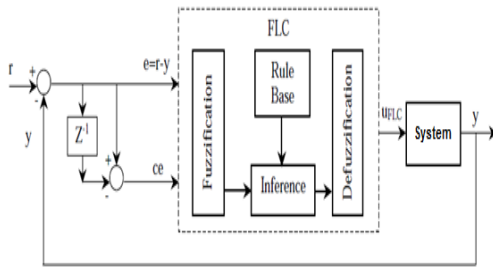 FLC
r
+
-
e=r-y
y
Z-1
+
-
ce
Fuzzification
Rule
Base
Inference
Defuzzification
uFLC
System
y